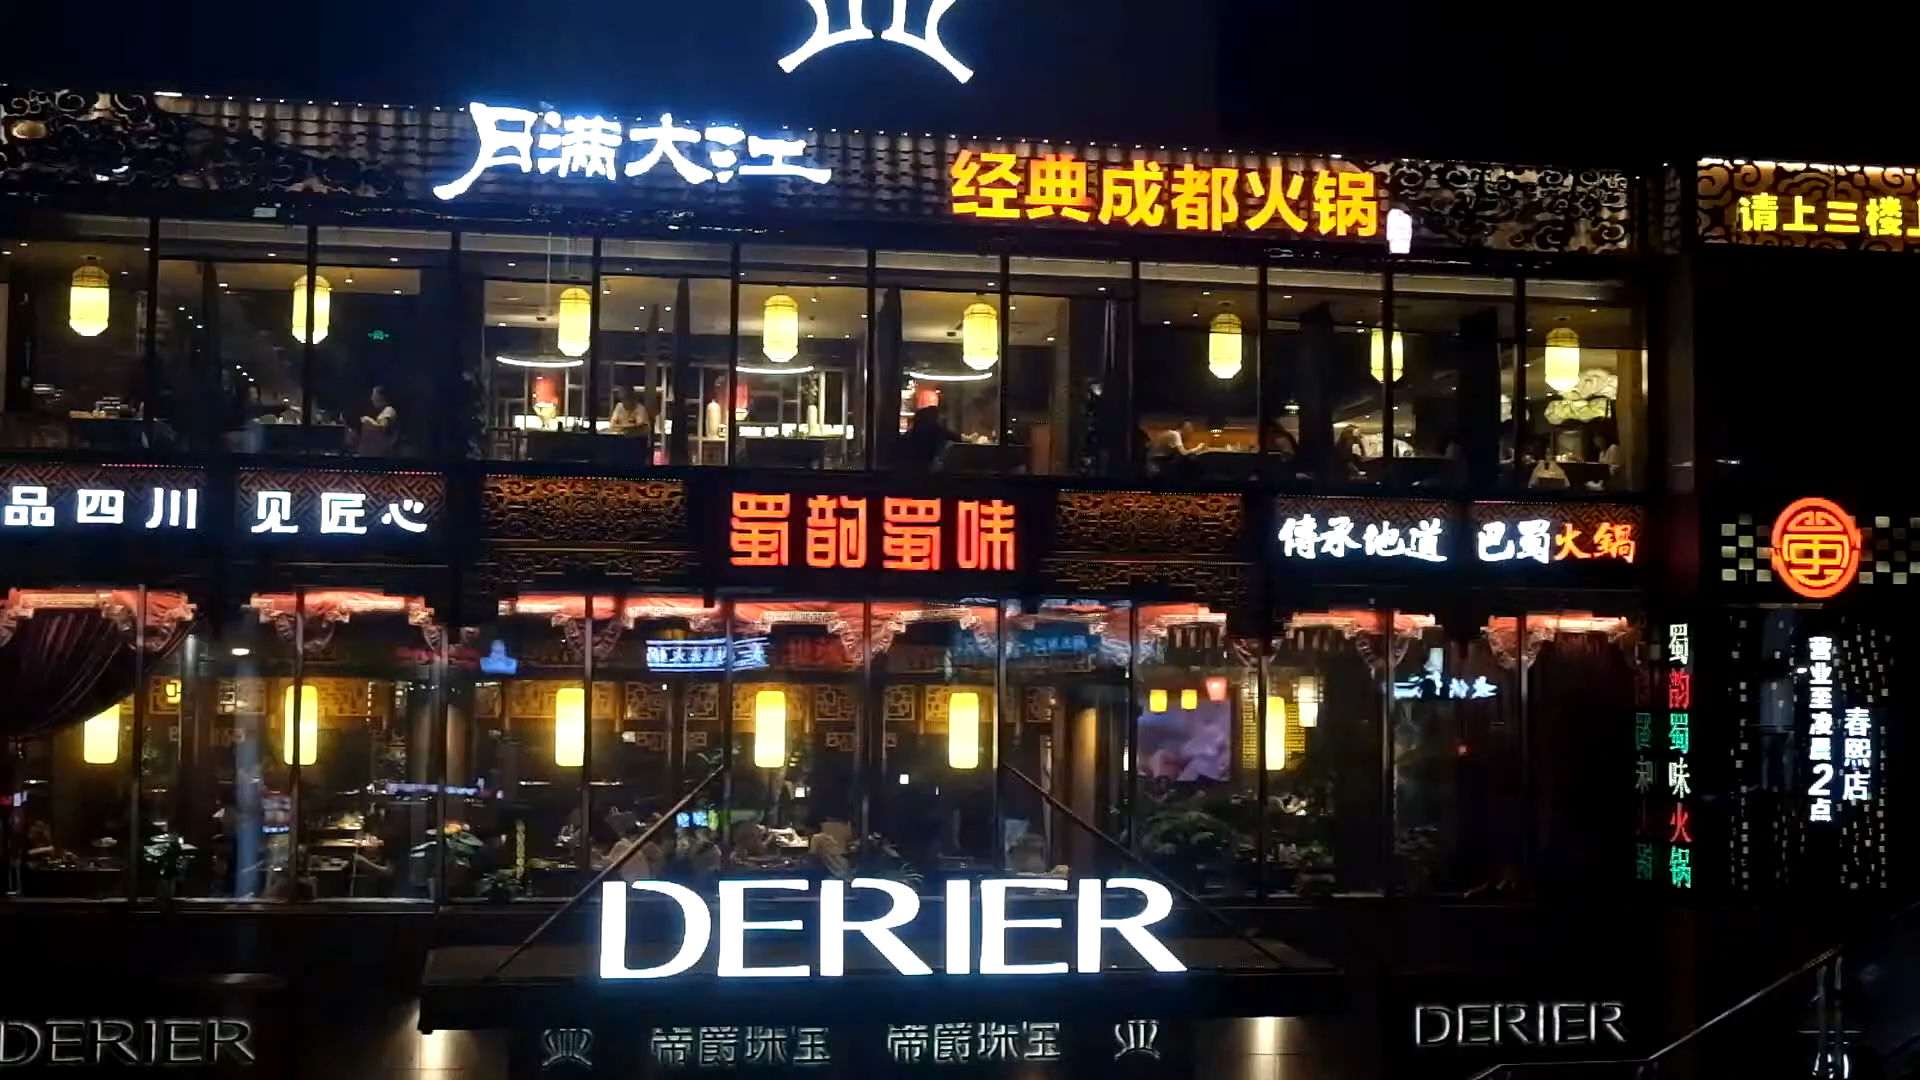 月满大江
经典成都火锅
请上三楼
品四川 见匠心
蜀韵蜀味
傳承地道 巴蜀火鍋
蜀韵蜀味火锅
营业至凌晨2点
春熙店
DERIER
DERIER
帝爵珠宝 帝爵珠宝
DERIER